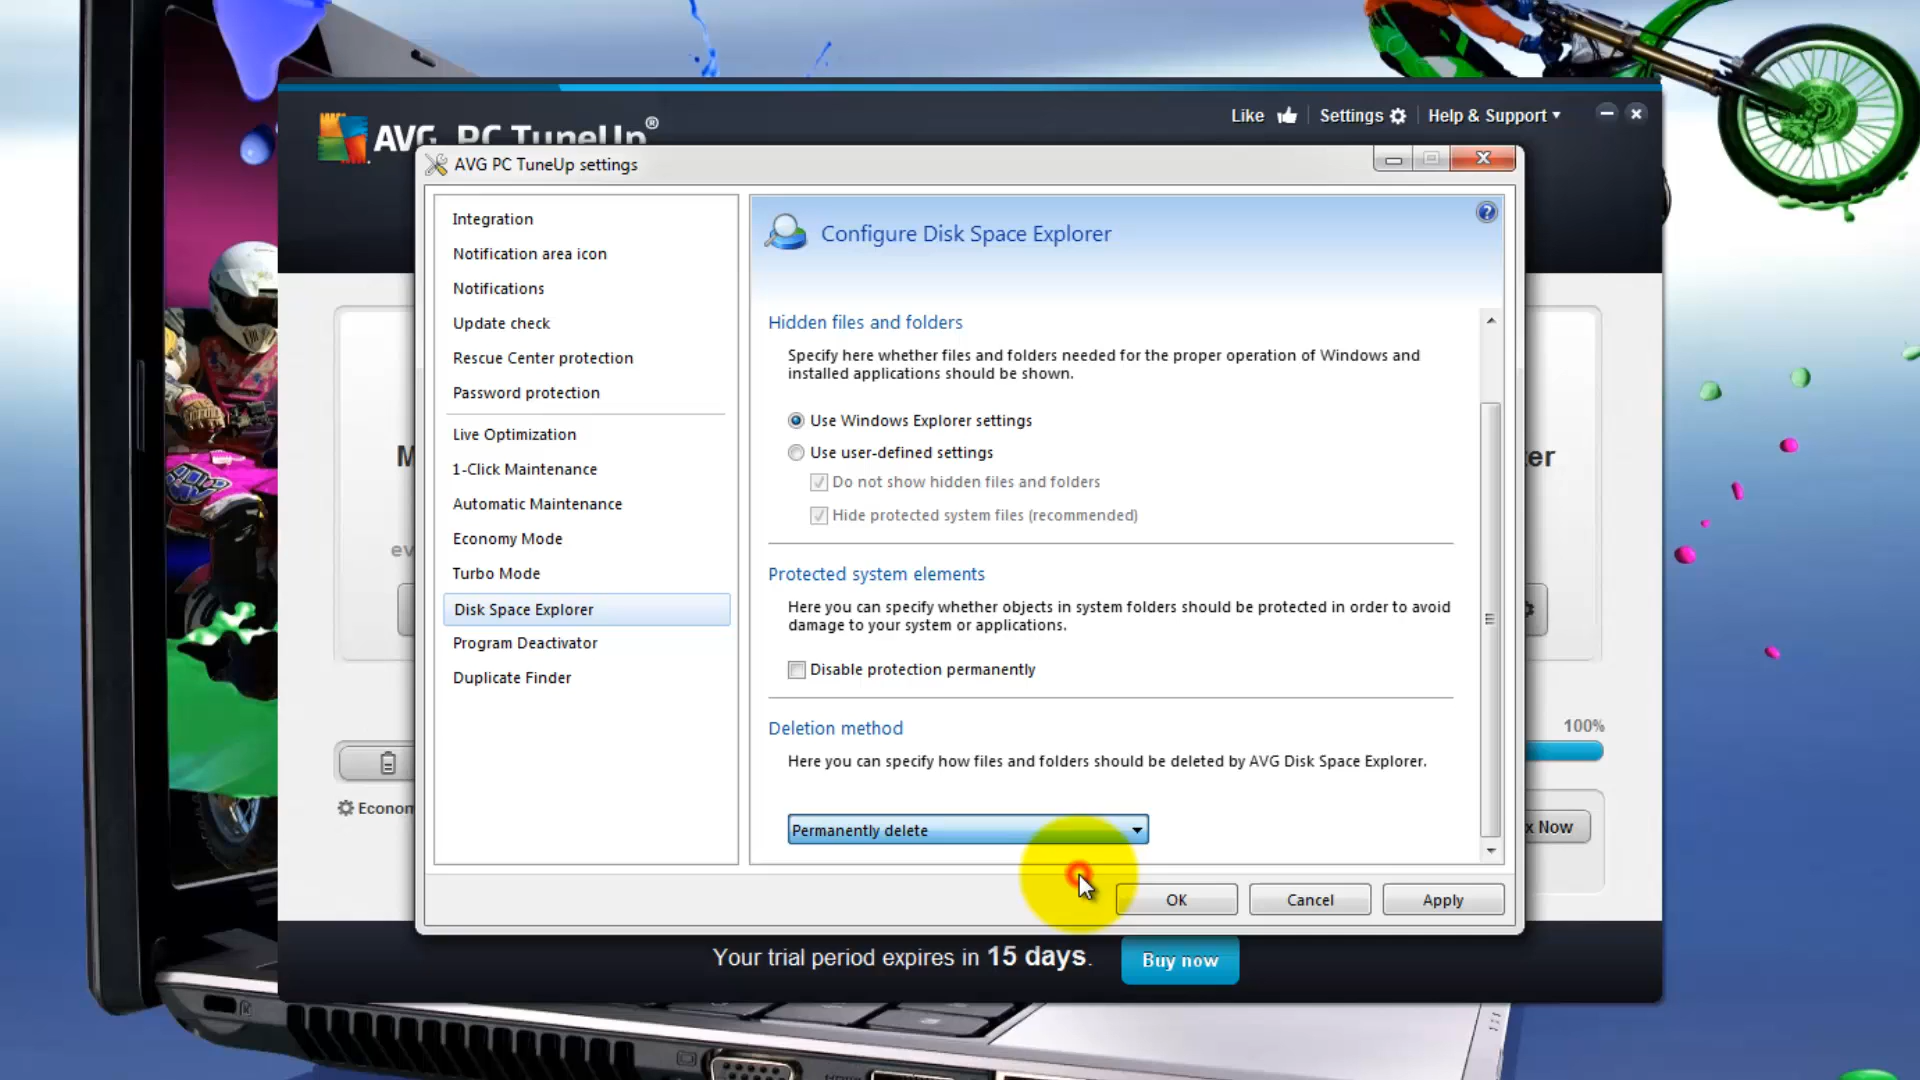 Like
Settings
Help & Support
AVG PC TuneUp®
AVG PC TuneUp settings
Integration
Notification area icon
Notifications
Update check
Rescue Center protection
Password protection
Live Optimization
1-Click Maintenance
Automatic Maintenance
Economy Mode
Turbo Mode
Disk Space Explorer
Program Deactivator
Duplicate Finder
Configure Disk Space Explorer
Hidden files and folders
Specify here whether files and folders needed for the proper operation of Windows and
installed applications should be shown.
Use Windows Explorer settings
Use user-defined settings
Do not show hidden files and folders
Hide protected system files (recommended)
Protected system elements
Here you can specify whether objects in system folders should be protected in order to avoid
damage to your system or applications.
Disable protection permanently
Deletion method
Here you can specify how files and folders should be deleted by AVG Disk Space Explorer.
Permanently delete
OK
Cancel
Apply
M
ev
ter
100%
Econom
x Now
Your trial period expires in 15 days.
Buy now